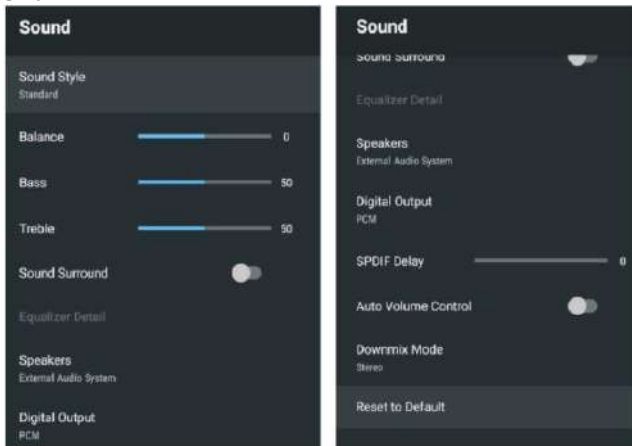 Sound
Sound Style
Standard
Balance 0
Bass 50
Treble 50
Sound Surround
Equalizer Detail
Speakers
External Audio System
Digital Output
PCM
Sound
Sound Surround
Equalizer Detail
Speakers
External Audio System
Digital Output
PCM
SPDIF Delay 0
Auto Volume Control
Downmix Mode
Stereo
Reset to Default